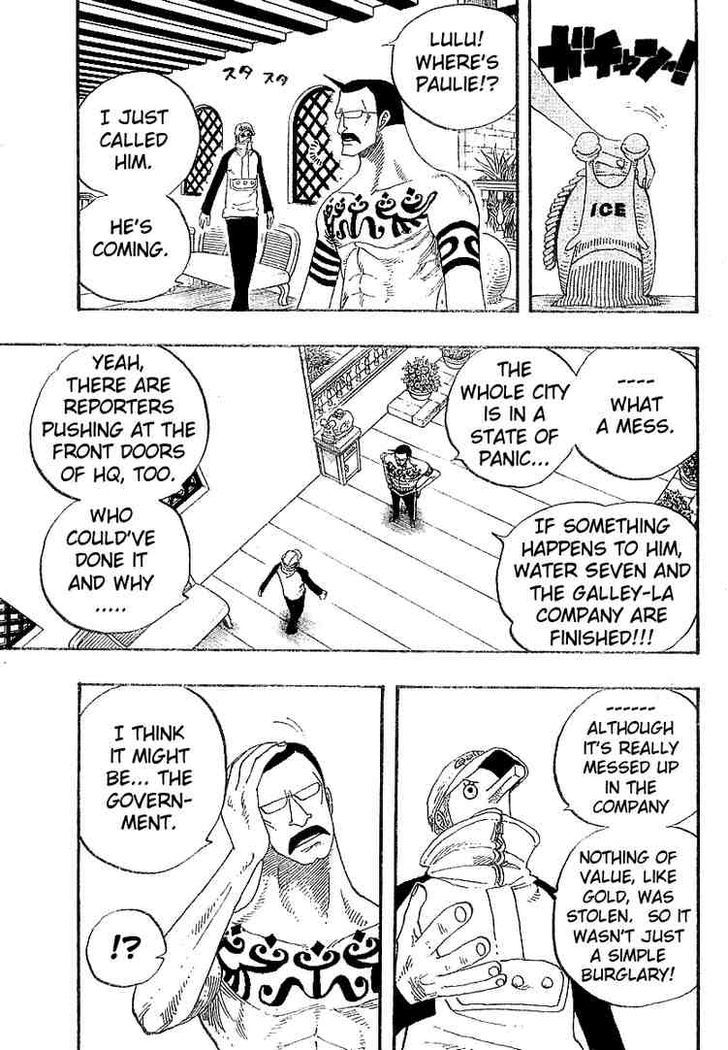 ガチャン!!
ICE
LULU!
WHERE'S
PAULIE!?
スタ スタ
I JUST
CALLED
HIM.
HE'S
COMING.
----
WHAT
A MESS.
THE
WHOLE CITY
IS IN A
STATE OF
PANIC...
IF SOMETHING
HAPPENS TO HIM,
WATER SEVEN AND
THE GALLEY-LA
COMPANY ARE
FINISHED!!!
YEAH,
THERE ARE
REPORTERS
PUSHING AT THE
FRONT DOORS
OF HQ, TOO.
WHO
COULD'VE
DONE IT
AND WHY
.....
------
ALTHOUGH
IT'S REALLY
MESSED UP
IN THE
COMPANY
NOTHING OF
VALUE, LIKE
GOLD, WAS
STOLEN. SO IT
WASN'T JUST
A SIMPLE
BURGLARY!
I THINK
IT MIGHT
BE... THE
GOVERN-
MENT.
!?